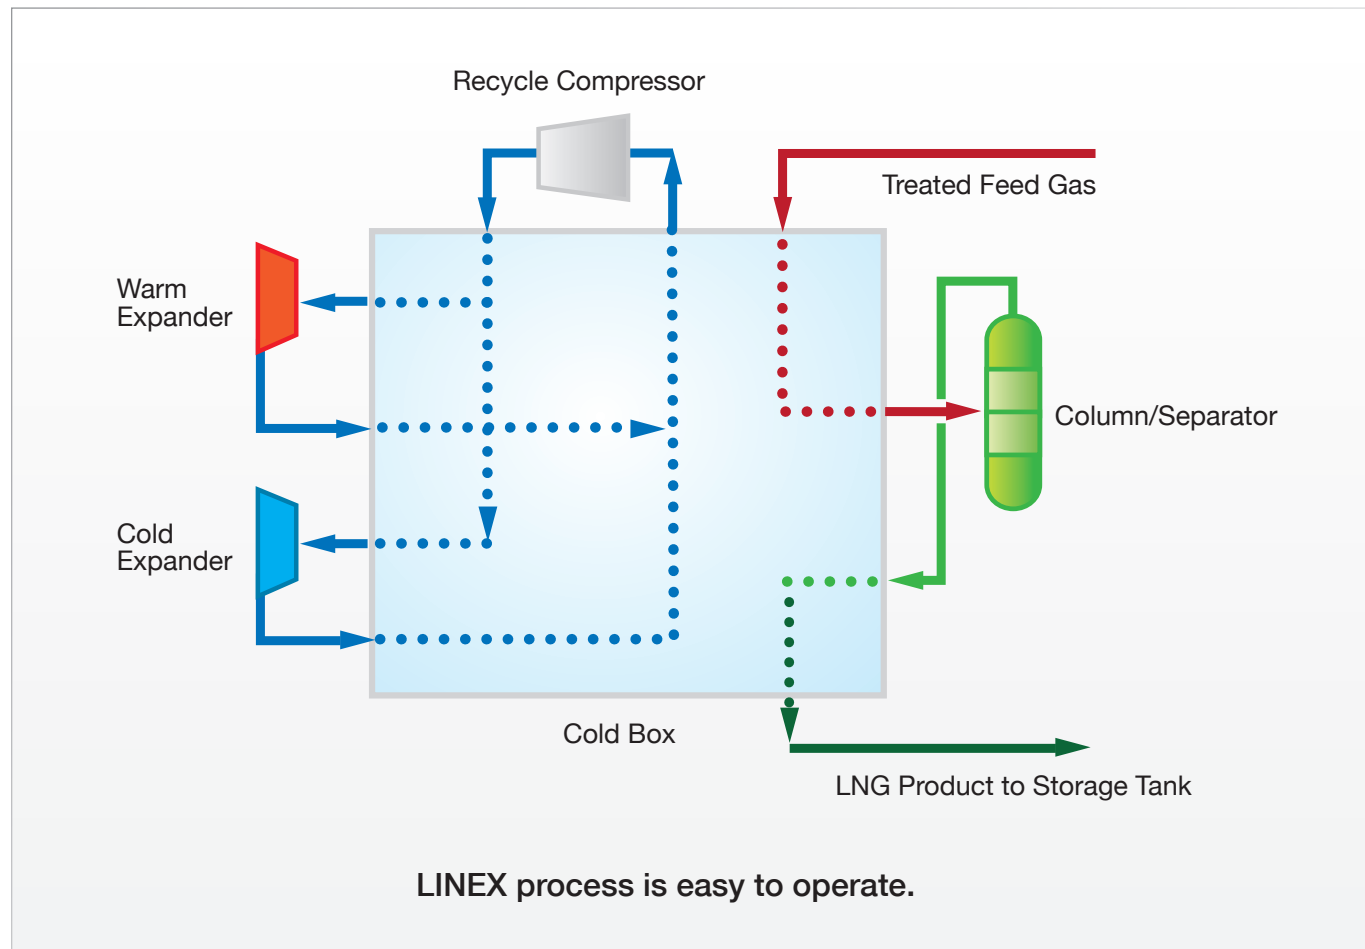 Recycle Compressor
Treated Feed Gas
Warm
Expander
Column/Separator
Cold
Expander
Cold Box
LNG Product to Storage Tank
LINEX process is easy to operate.